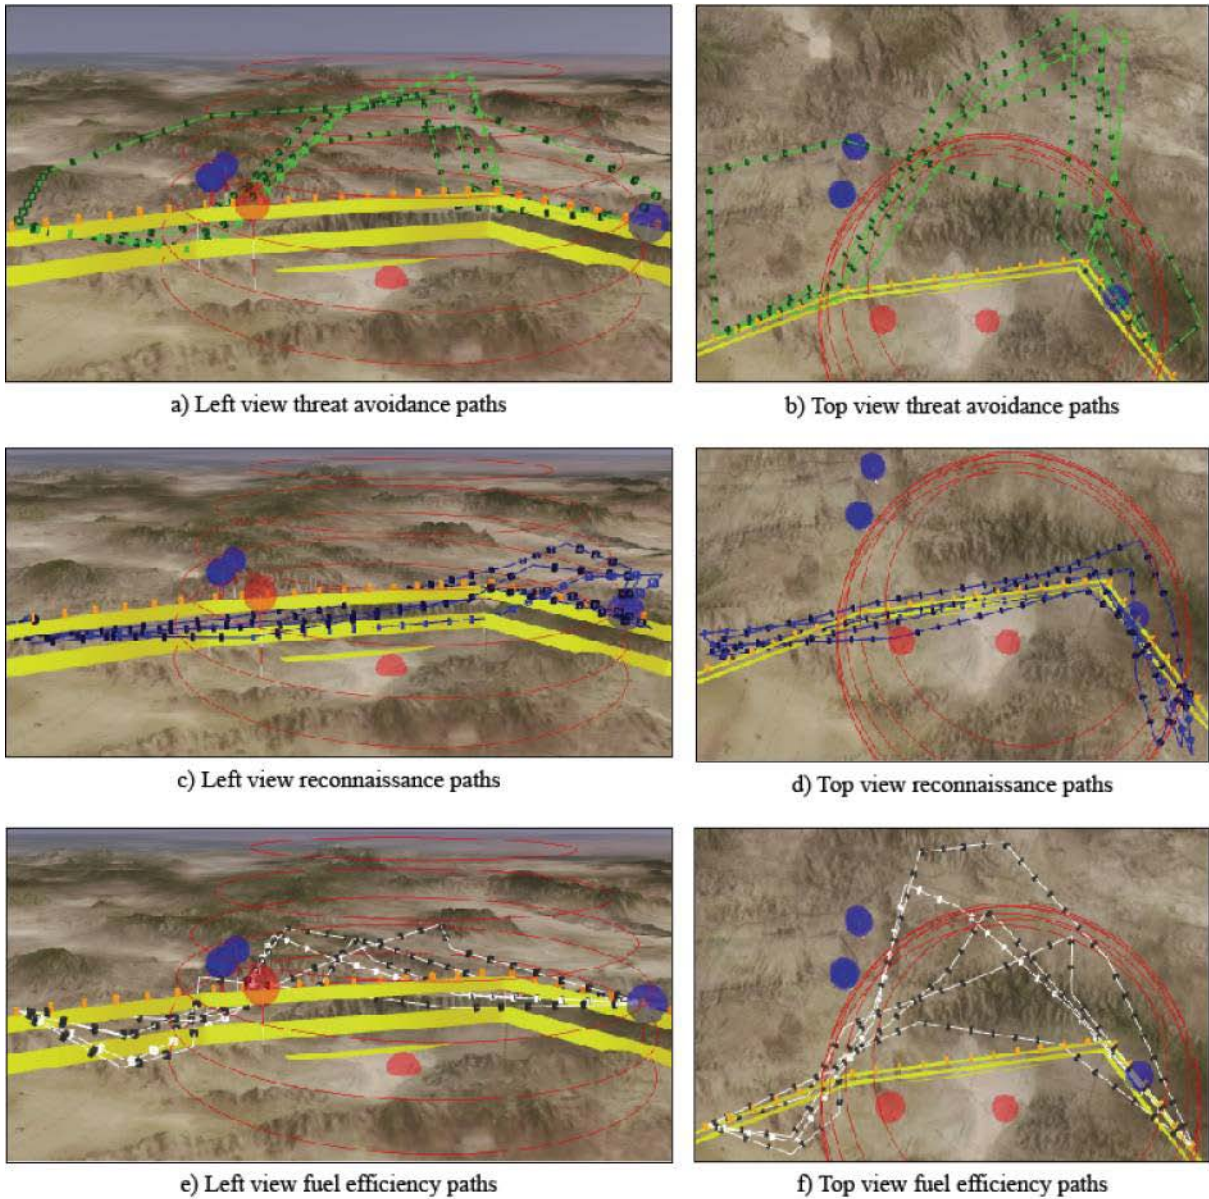 a) Left view threat avoidance paths
b) Top view threat avoidance paths
c) Left view reconnaissance paths
d) Top view reconnaissance paths
e) Left view fuel efficiency paths
f) Top view fuel efficiency paths